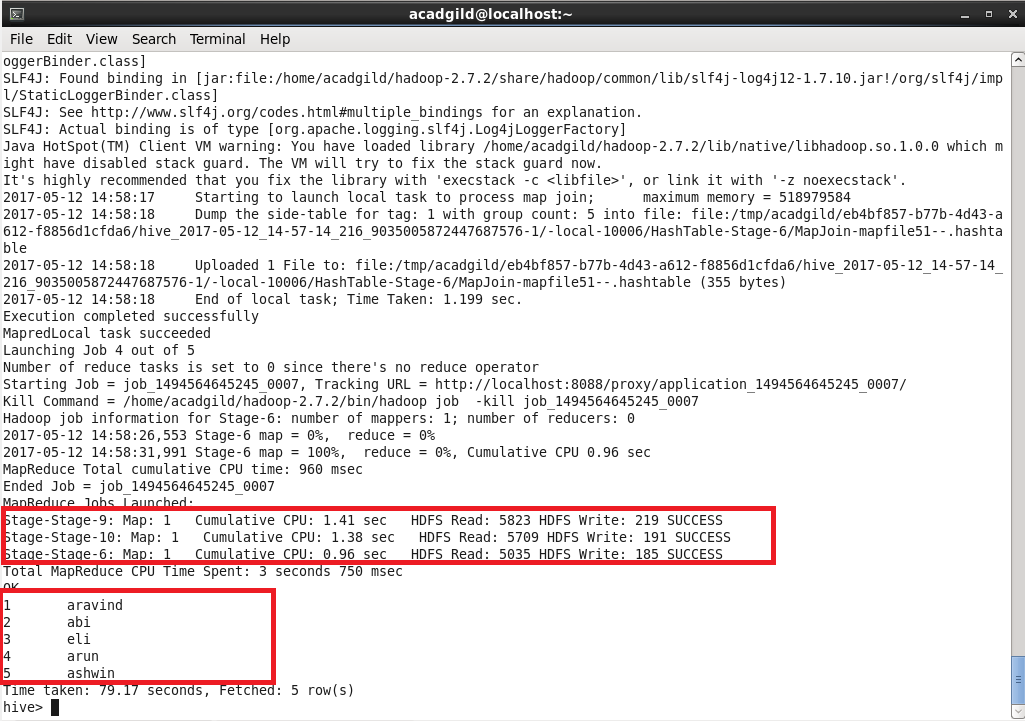 acadgild@localhost:~
File Edit View Search Terminal Help
oggerBinder.class]
SLF4J: Found binding in [jar:file:/home/acadgild/hadoop-2.7.2/share/hadoop/common/lib/slf4j-log4j12-1.7.10.jar!/org/slf4j/imp
l/StaticLoggerBinder.class]
SLF4J: See http://www.slf4j.org/codes.html#multiple_bindings for an explanation.
SLF4J: Actual binding is of type [org.apache.logging.slf4j.Log4jLoggerFactory]
Java HotSpot(TM) Client VM warning: You have loaded library /home/acadgild/hadoop-2.7.2/lib/native/libhadoop.so.1.0.0 which m
ight have disabled stack guard. The VM will try to fix the stack guard now.
It's highly recommended that you fix the library with 'execstack -c <libfile>', or link it with '-z noexecstack'.
2017-05-12 14:58:17     Starting to launch local task to process map join;      maximum memory = 518979584
2017-05-12 14:58:18     Dump the side-table for tag: 1 with group count: 5 into file: file:/tmp/acadgild/eb4bf857-b77b-4d43-a
612-f8856d1cfda6/hive_2017-05-12_14-57-14_216_9035005872447687576-1/-local-10006/HashTable-Stage-6/MapJoin-mapfile51--.hashta
ble
2017-05-12 14:58:18     Uploaded 1 File to: file:/tmp/acadgild/eb4bf857-b77b-4d43-a612-f8856d1cfda6/hive_2017-05-12_14-57-14_
216_9035005872447687576-1/-local-10006/HashTable-Stage-6/MapJoin-mapfile51--.hashtable (355 bytes)
2017-05-12 14:58:18     End of local task; Time Taken: 1.199 sec.
Execution completed successfully
MapredLocal task succeeded
Launching Job 4 out of 5
Number of reduce tasks is set to 0 since there's no reduce operator
Starting Job = job_1494564645245_0007, Tracking URL = http://localhost:8088/proxy/application_1494564645245_0007/
Kill Command = /home/acadgild/hadoop-2.7.2/bin/hadoop job  -kill job_1494564645245_0007
Hadoop job information for Stage-6: number of mappers: 1; number of reducers: 0
2017-05-12 14:58:26,553 Stage-6 map = 0%,  reduce = 0%
2017-05-12 14:58:31,991 Stage-6 map = 100%,  reduce = 0%, Cumulative CPU 0.96 sec
MapReduce Total cumulative CPU time: 960 msec
Ended Job = job_1494564645245_0007
MapReduce Jobs Launched:
Stage-Stage-9: Map: 1   Cumulative CPU: 1.41 sec   HDFS Read: 5823 HDFS Write: 219 SUCCESS
Stage-Stage-10: Map: 1   Cumulative CPU: 1.38 sec   HDFS Read: 5709 HDFS Write: 191 SUCCESS
Stage-Stage-6: Map: 1   Cumulative CPU: 0.96 sec   HDFS Read: 5035 HDFS Write: 185 SUCCESS
Total MapReduce CPU Time Spent: 3 seconds 750 msec
OK
1       aravind
2       abi
3       eli
4       arun
5       ashwin
Time taken: 79.17 seconds, Fetched: 5 row(s)
hive>